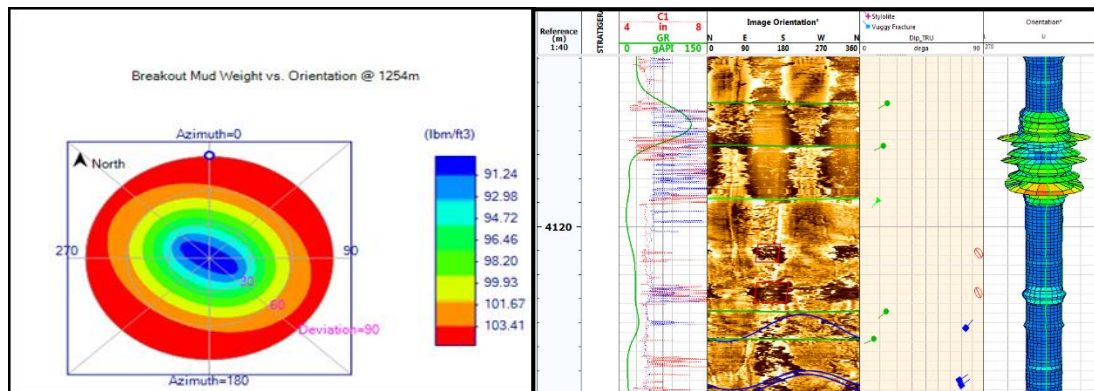 Breakout Mud Weight vs. Orientation @ 1254m
Azimuth=0
(lbm/ft3)
North
91.24
92.98
94.72
96.46
98.20
99.93
101.67
103.41
270
90
30
60
Deviation=90
Azimuth=180
Reference
(m)
1:40
STRATIGRA
C1
4 in 8
GR
0 gAPI 150
Image Orientation°
N E S W N
0 90 180 270 360
Stylolite
Vuggy Fracture
Dip_TRU
0 dirga 90
Orientation°
U
270
4120